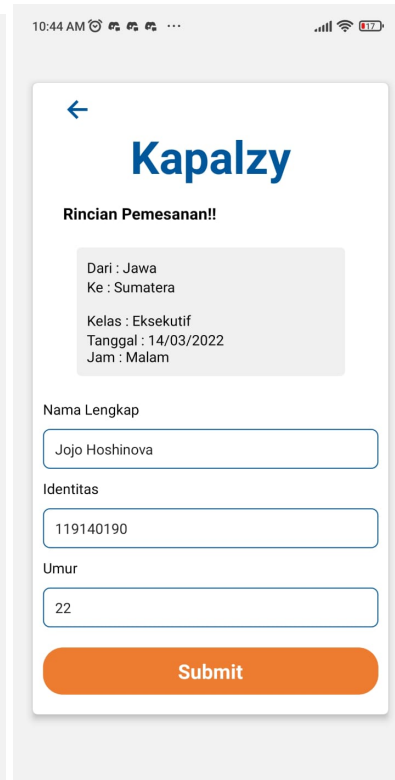 10:44 AM ...
17
Kapalzy
Rincian Pemesanan!!
Dari : Jawa
Ke : Sumatera
Kelas : Eksekutif
Tanggal : 14/03/2022
Jam : Malam
Nama Lengkap
Jojo Hoshinova
Identitas
119140190
Umur
22
Submit